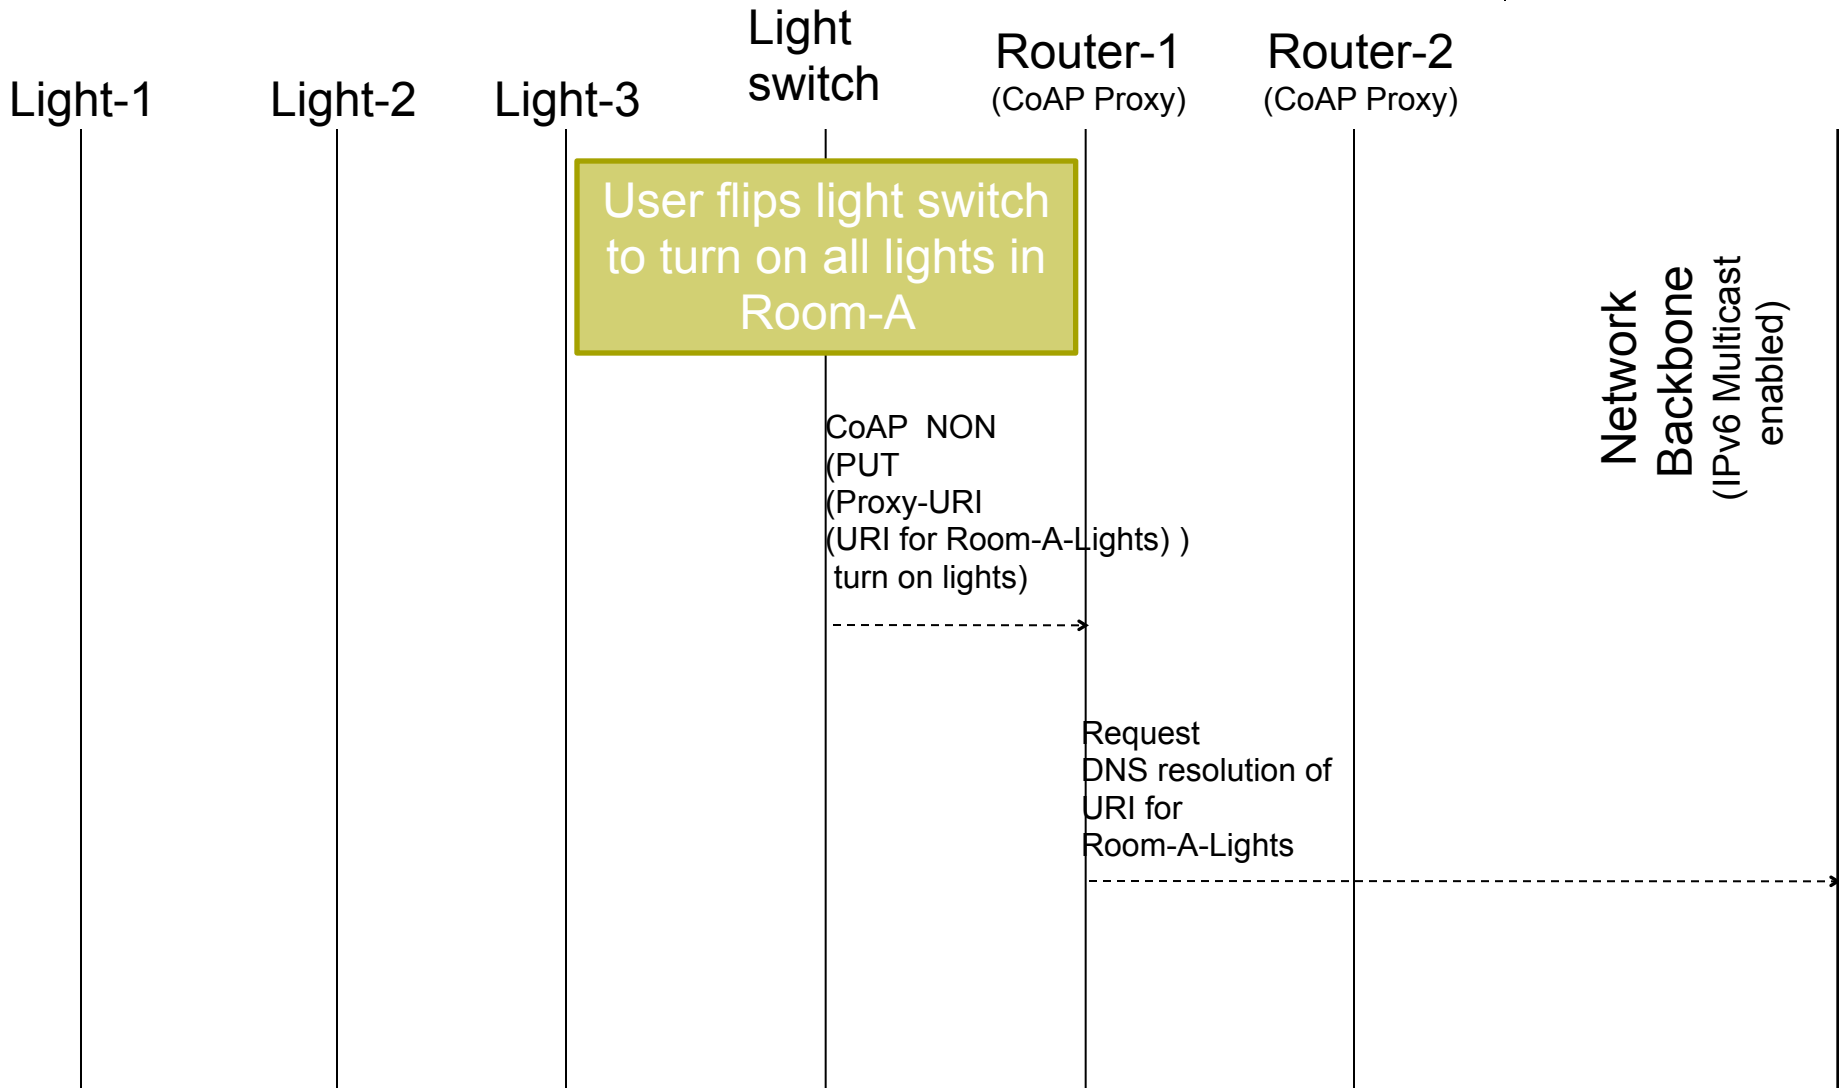 Light
switch
Router-1
(CoAP Proxy)
Router-2
(CoAP Proxy)
Light-1
Light-2
Light-3
User flips light switch
to turn on all lights in
Room-A
Network
Backbone
(IPv6 Multicast
enabled)
CoAP  NON
(PUT
(Proxy-URI
(URI for Room-A-Lights) )
turn on lights)
Request
DNS resolution of
URI for
Room-A-Lights